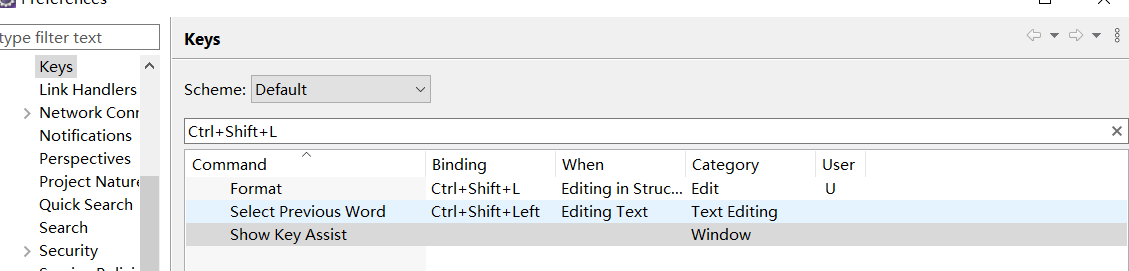 Preferences
type filter text
Keys
Link Handlers
Network Conn
Notifications
Perspectives
Project Nature
Quick Search
Search
Security
Keys
Scheme: Default
Ctrl+Shift+L
Command Binding When Category User
Format Ctrl+Shift+L Editing in Struc... Edit U
Select Previous Word Ctrl+Shift+Left Editing Text Text Editing
Show Key Assist Window